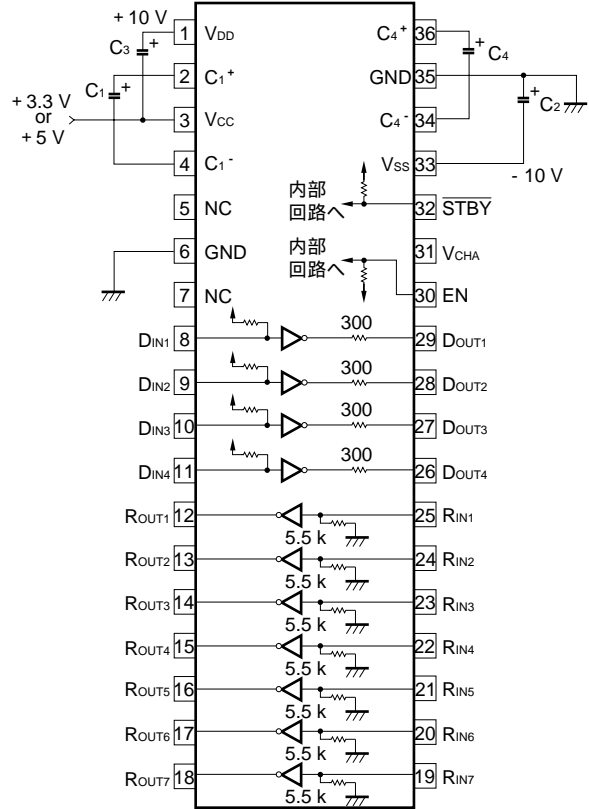 + 10 V
C3 +
1 VDD
C4+ 36
+ C4
C1 +
2 C1+
GND 35
+ C2
+ 3.3 V
or
+ 5 V
3 VCC
C4- 34
4 C1-
VSS 33
- 10 V
5 NC
内部
回路へ
32 STBY
6 GND
内部
回路へ
31 VCHA
7 NC
30 EN
DIN1 8 300 29 DOUT1
DIN2 9 300 28 DOUT2
DIN3 10 300 27 DOUT3
DIN4 11 300 26 DOUT4
ROUT1 12 25 RIN1
5.5 k
ROUT2 13 24 RIN2
5.5 k
ROUT3 14 23 RIN3
5.5 k
ROUT4 15 22 RIN4
5.5 k
ROUT5 16 21 RIN5
5.5 k
ROUT6 17 20 RIN6
5.5 k
ROUT7 18 19 RIN7
5.5 k